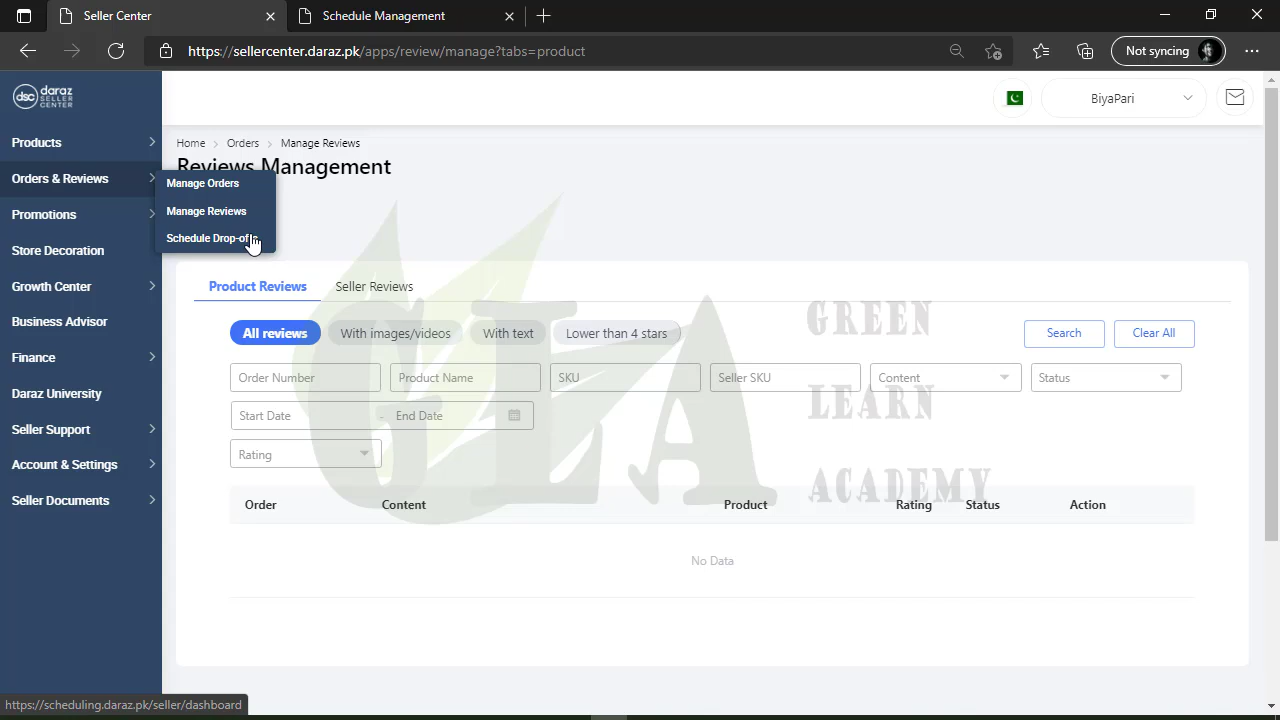 Seller Center
Schedule Management
https://sellercenter.daraz.pk/apps/review/manage?tabs=product
Not syncing
dsc daraz
SELLER
CENTER
BiyaPari
Products
Orders & Reviews
Promotions
Store Decoration
Growth Center
Business Advisor
Finance
Daraz University
Seller Support
Account & Settings
Seller Documents
Manage Orders
Manage Reviews
Schedule
Home > Orders > Manage Reviews
Reviews Management
Product Reviews
Seller Reviews
All reviews
With images/videos
With text
Lower than 4 stars
Search
Clear All
Order Number
Product Name
SKU
Seller SKU
Content
Status
Start Date
-
End Date
Rating
Order
Content
Product
Rating
Status
Action
No Data
GLA
GREEN
LEARN
ACADEMY
https://scheduling.daraz.pk/seller/dashboard